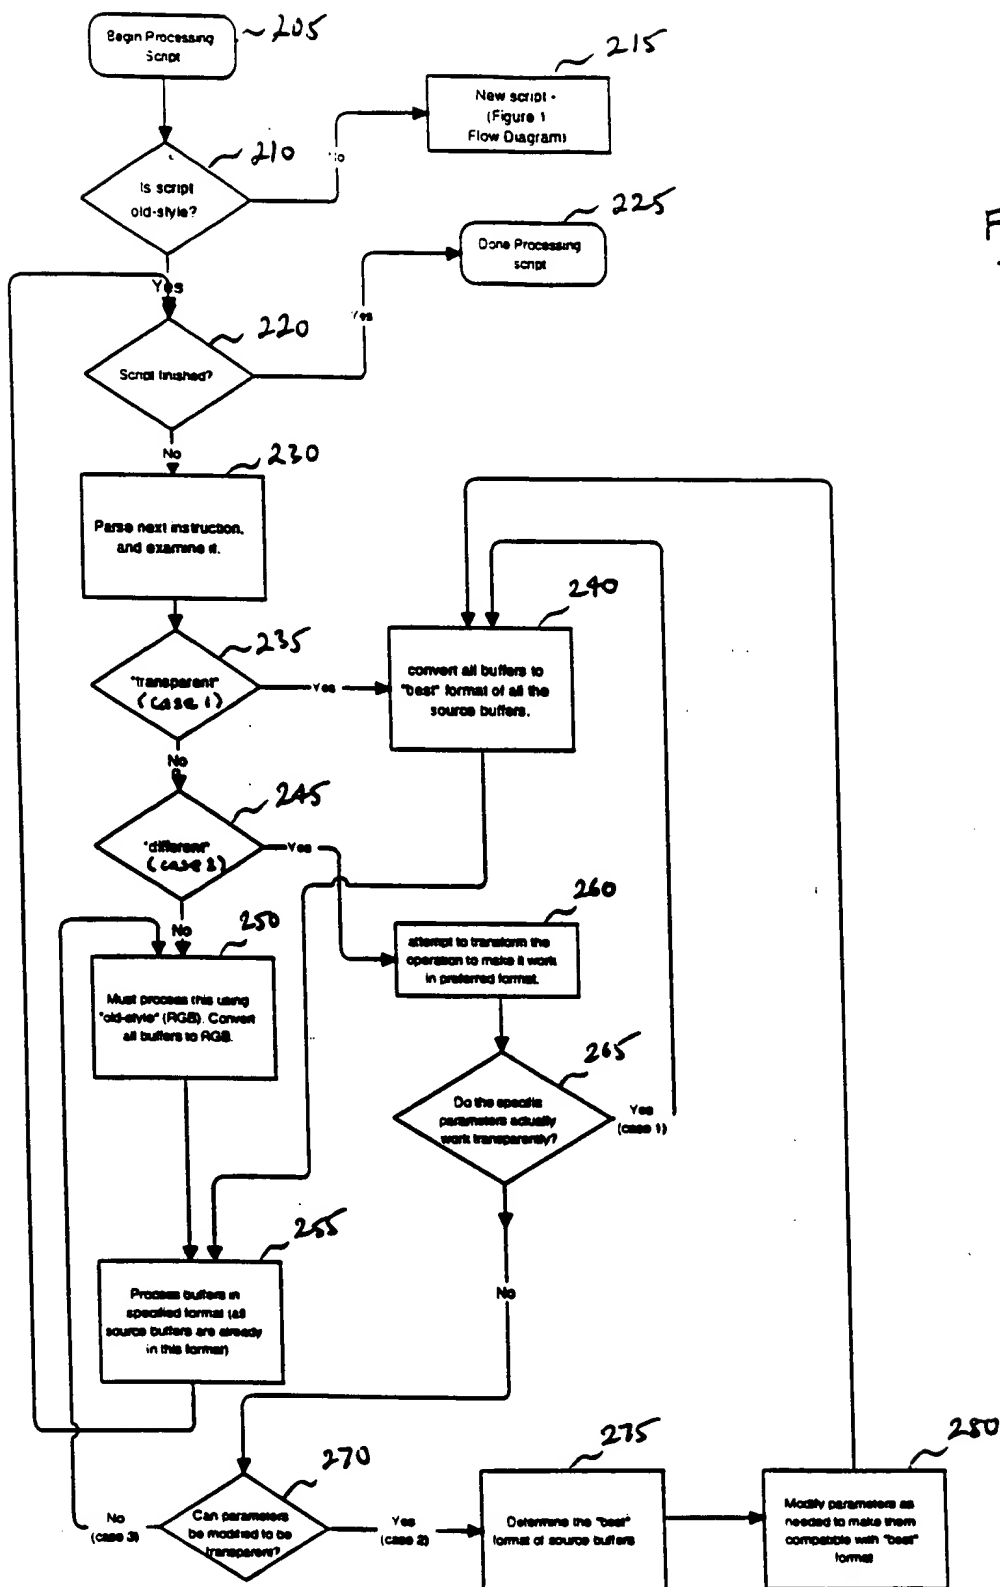 Begin Processing
Script
205
New script -
(Figure 1
Flow Diagram)
215
Is script
old-style?
210
No
Yes
Done Processing
script
225
Script finished?
220
Yes
No
Parse next instruction,
and examine it.
230
"transparent"
(case 1)
235
Yes
No
convert all buffers to
"best" format of all the
source buffers.
240
"different"
(case 2)
245
Yes
No
Must process this using
"old-style" (RGB). Convert
all buffers to RGB.
250
attempt to transform the
operation to make it work
in preferred format.
260
Do the specific
parameters actually
work transparently?
265
Yes
(case 1)
No
Process buffers in
specified format (all
source buffers are already
in this format)
255
Can parameters
be modified to be
transparent?
270
No
(case 3)
Yes
(case 2)
Determine the "best"
format of source buffers
275
Modify parameters as
needed to make them
compatible with "best"
format
280